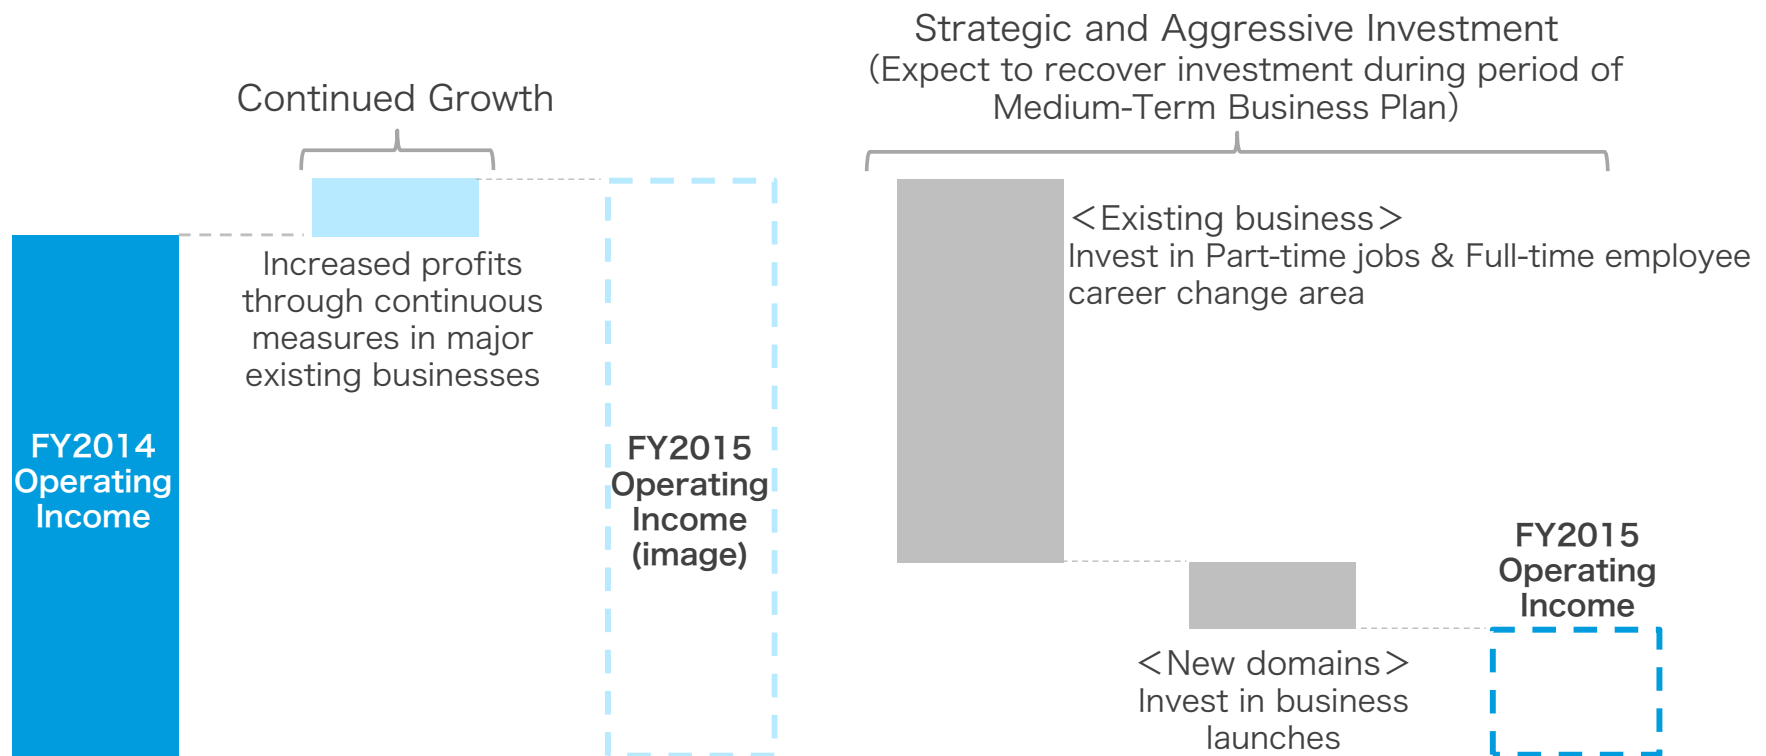 Strategic and Aggressive Investment
(Expect to recover investment during period of
Medium-Term Business Plan)
Continued Growth
Increased profits
through continuous
measures in major
existing businesses
FY2014
Operating
Income
FY2015
Operating
Income
(image)
＜Existing business＞
Invest in Part-time jobs & Full-time employee
career change area
＜New domains＞
Invest in business
launches
FY2015
Operating
Income